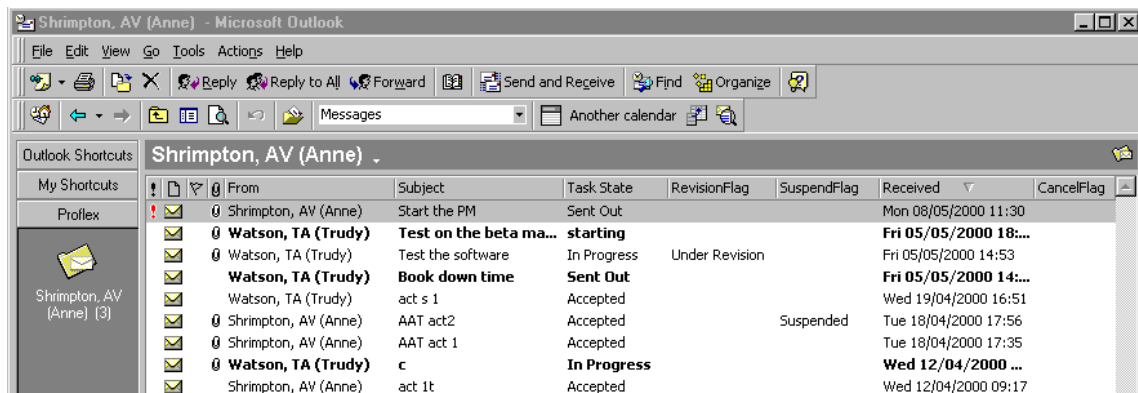 Shrimpton, AV (Anne) - Microsoft Outlook
File Edit View Go Tools Actions Help
Reply Reply to All Forward Send and Receive Find Organize
Messages Another calendar
Outlook Shortcuts Shrimpton, AV (Anne)
My Shortcuts ! From Subject Task State RevisionFlag SuspendFlag Received CancelFlag
Proflex ! Shrimpton, AV (Anne) Start the PM Sent Out Mon 08/05/2000 11:30
Watson, TA (Trudy) Test on the beta ma... starting Fri 05/05/2000 18:...
Watson, TA (Trudy) Test the software In Progress Under Revision Fri 05/05/2000 14:53
Watson, TA (Trudy) Book down time Sent Out Fri 05/05/2000 14:...
Shrimpton, AV Watson, TA (Trudy) act s 1 Accepted Wed 19/04/2000 16:51
(Anne) (3) Shrimpton, AV (Anne) AAT act2 Accepted Suspended Tue 18/04/2000 17:56
Shrimpton, AV (Anne) AAT act 1 Accepted Tue 18/04/2000 17:35
Watson, TA (Trudy) c In Progress Wed 12/04/2000 ...
Shrimpton, AV (Anne) act 1t Accepted Wed 12/04/2000 09:17